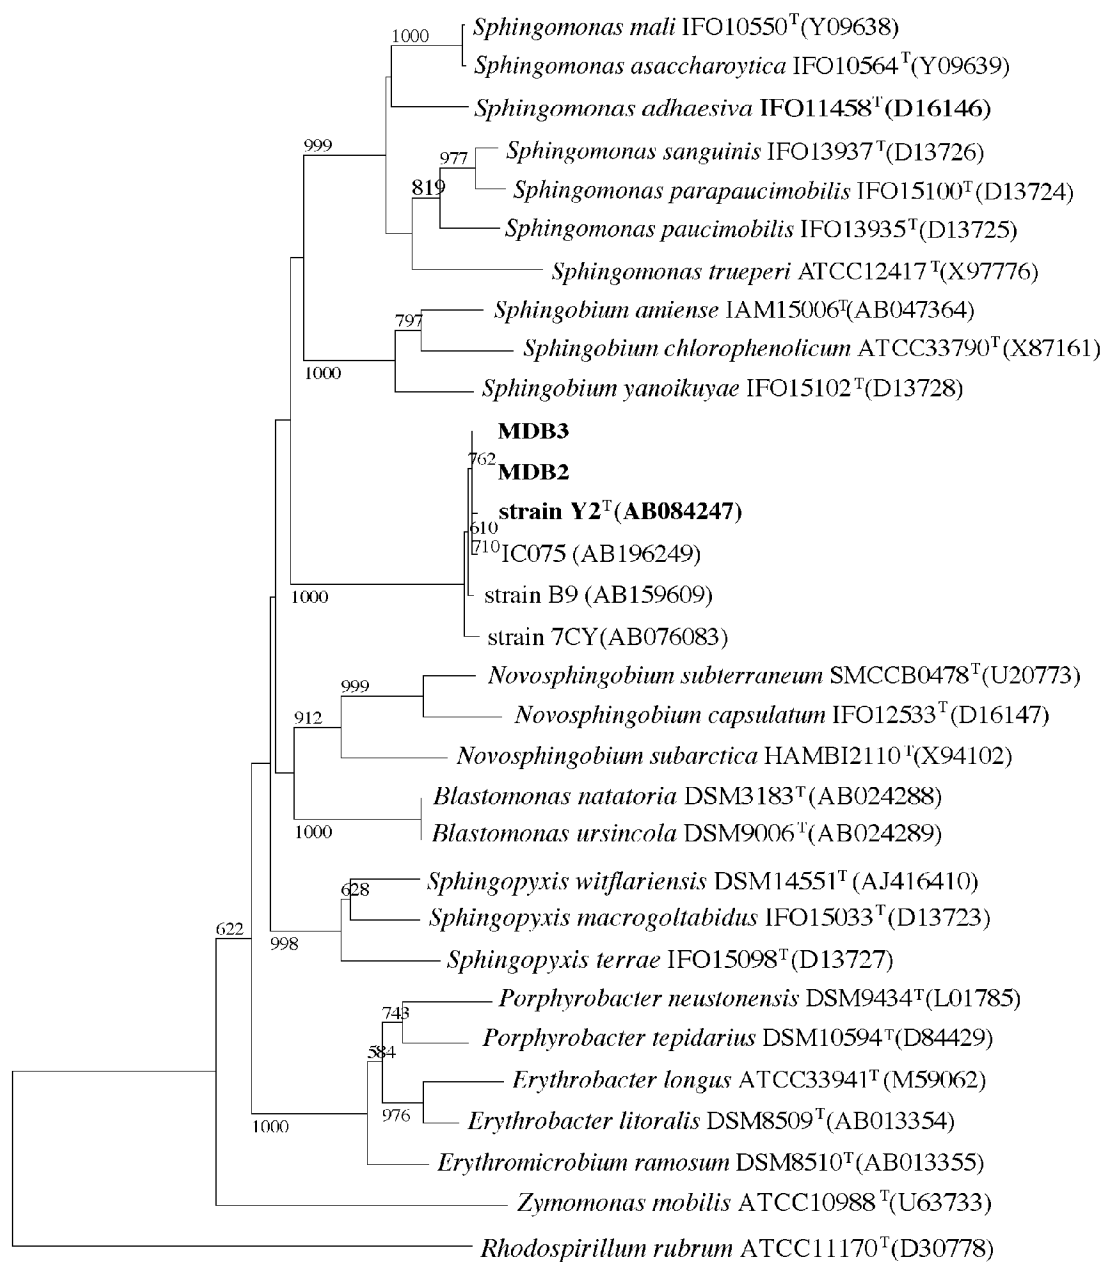 Sphingomonas mali IFO10550T(Y09638)
1000
Sphingomonas asaccharoytica IFO10564T(Y09639)
Sphingomonas adhaesiva IFO11458T(D16146)
999
977
Sphingomonas sanguinis IFO13937T(D13726)
819
Sphingomonas parapaucimobilis IFO15100T(D13724)
Sphingomonas paucimobilis IFO13935T(D13725)
Sphingomonas trueperi ATCC12417T(X97776)
Sphingobium amiense IAM15006T(AB047364)
797
Sphingobium chlorophenolicum ATCC33790T(X87161)
1000
Sphingobium yanoikuyae IFO15102T(D13728)
MDB3
762
MDB2
strain Y2T(AB084247)
610
710
IC075 (AB196249)
1000
strain B9 (AB159609)
strain 7CY(AB076083)
Novosphingobium subterraneum SMCCB0478T(U20773)
999
912
Novosphingobium capsulatum IFO12533T(D16147)
Novosphingobium subarctica HAMBI2110T(X94102)
Blastomonas natatoria DSM3183T(AB024288)
1000
Blastomonas ursincola DSM9006T(AB024289)
Sphingopyxis witflariensis DSM14551T (AJ416410)
628
Sphingopyxis macrogoltabidus IFO15033T(D13723)
622
998
Sphingopyxis terrae IFO15098T(D13727)
Porphyrobacter neustonensis DSM9434T(L01785)
743
Porphyrobacter tepidarius DSM10594T(D84429)
584
Erythrobacter longus ATCC33941T(M59062)
976
1000
Erythrobacter litoralis DSM8509T(AB013354)
Erythromicrobium ramosum DSM8510T(AB013355)
Zymomonas mobilis ATCC10988T(U63733)
Rhodospirillum rubrum ATCC11170T(D30778)